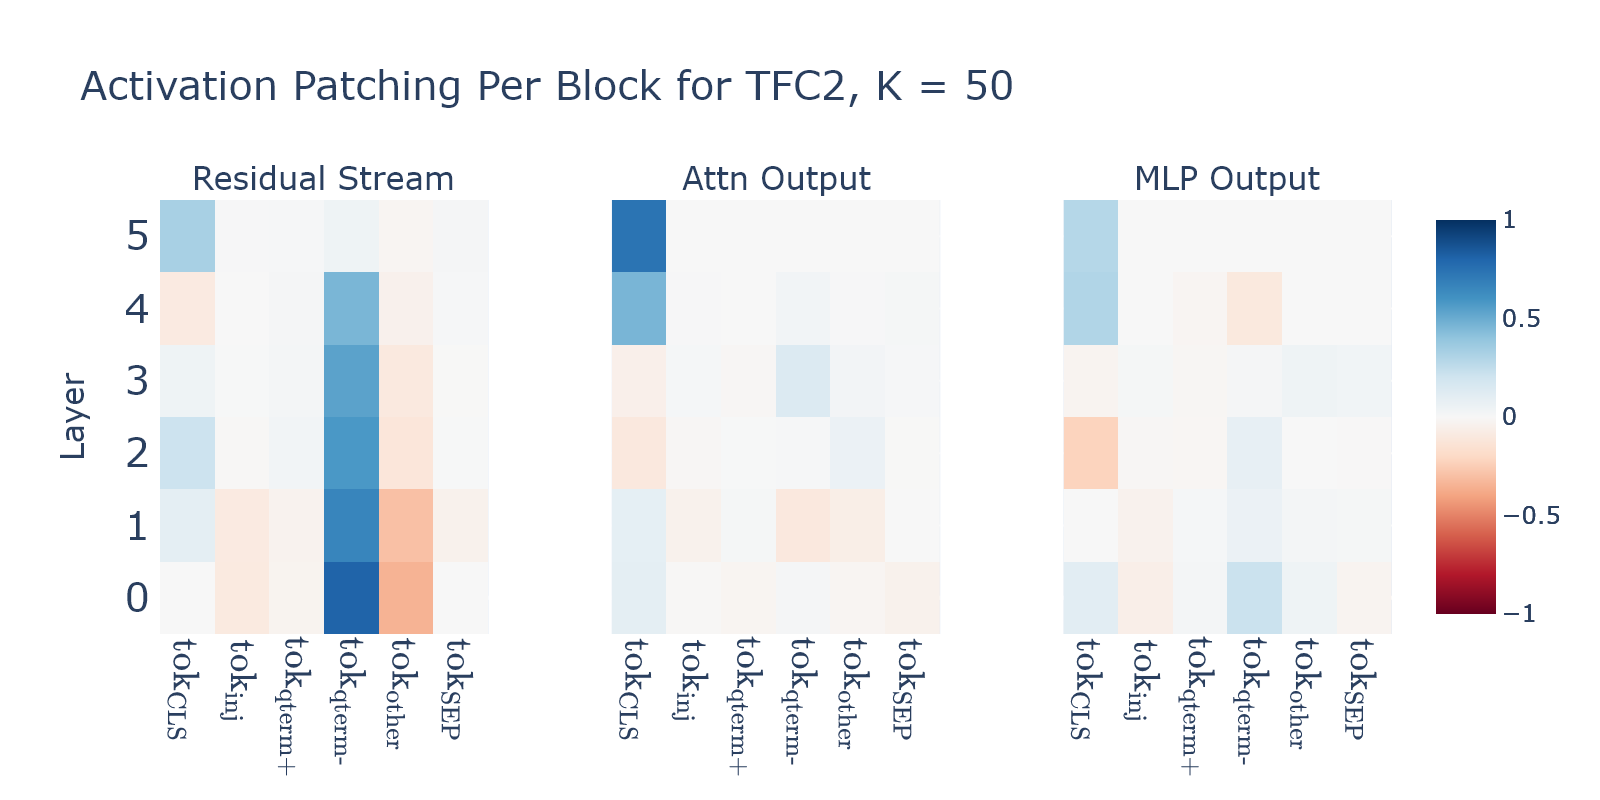 Activation Patching Per Block for TFC2, K = 50
Residual Stream
Attn Output
MLP Output
Layer
5
4
3
2
1
0
tokCLS
tokinj
tokqterm+
tokqterm-
tokother
tokSEP
tokCLS
tokinj
tokqterm+
tokqterm-
tokother
tokSEP
tokCLS
tokinj
tokqterm+
tokqterm-
tokother
tokSEP
1
0.5
0
−0.5
−1